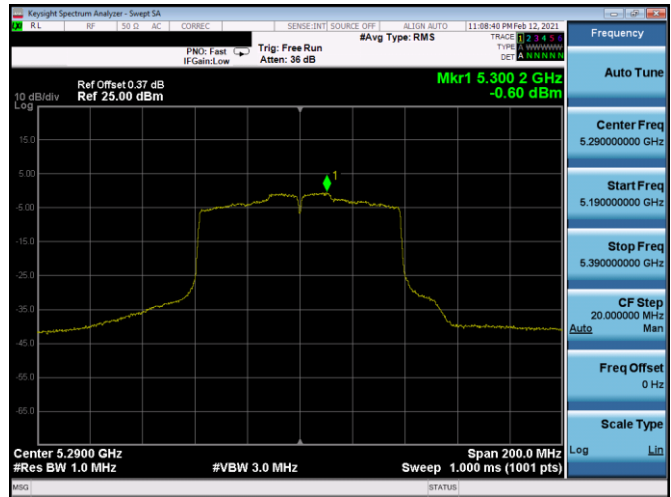 Keysight Spectrum Analyzer - Swept SA
RL RF 50 Ω AC CORREC SENSE:INT SOURCE OFF ALIGN AUTO 11:08:40 PM Feb 12, 2021
#Avg Type: RMS
TRACE 1 2 3 4 5 6
TYPE A WWWWW
DET A N N N N N
PNO: Fast
IFGain:Low
Trig: Free Run
Atten: 36 dB
Frequency
Mkr1 5.300 2 GHz
-0.60 dBm
Ref Offset 0.37 dB
Ref 25.00 dBm
10 dB/div
Log
15.0
5.00
-5.00
-15.0
-25.0
-35.0
-45.0
-55.0
-65.0
1
Center 5.2900 GHz
#Res BW 1.0 MHz
#VBW 3.0 MHz
Span 200.0 MHz
Sweep 1.000 ms (1001 pts)
Auto Tune
Center Freq
5.290000000 GHz
Start Freq
5.190000000 GHz
Stop Freq
5.390000000 GHz
CF Step
20.000000 MHz
Auto Man
Freq Offset
0 Hz
Scale Type
Log Lin
MSG
STATUS